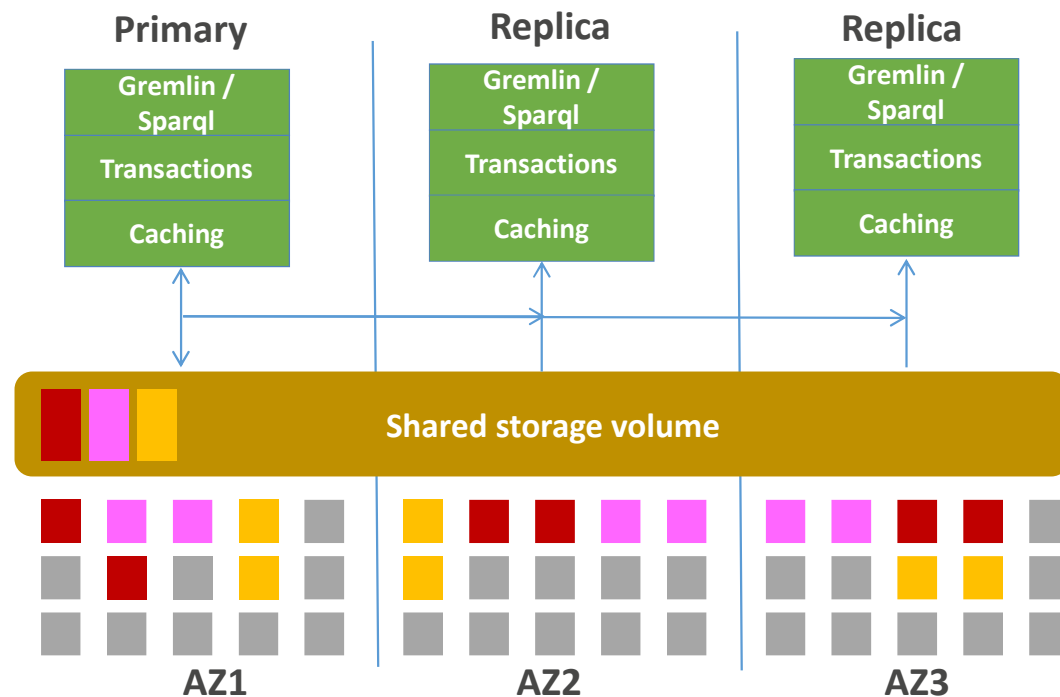 Primary
Replica
Replica
Gremlin /
Sparql
Transactions
Caching
Gremlin /
Sparql
Transactions
Caching
Gremlin /
Sparql
Transactions
Caching
Shared storage volume
AZ1
AZ2
AZ3